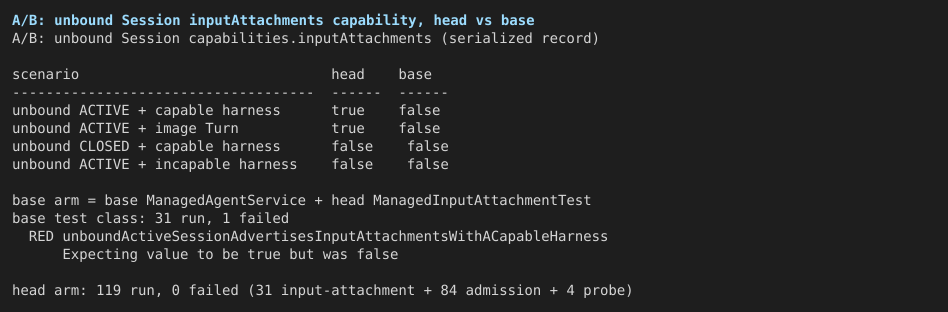 A/B: unbound Session inputAttachments capability, head vs base
A/B: unbound Session capabilities.inputAttachments (serialized record)
scenario                              head    base
------------------------------------  ------  ------
unbound ACTIVE + capable harness      true    false
unbound ACTIVE + image Turn           true    false
unbound CLOSED + capable harness      false    false
unbound ACTIVE + incapable harness    false    false
base arm = base ManagedAgentService + head ManagedInputAttachmentTest
base test class: 31 run, 1 failed
  RED unboundActiveSessionAdvertisesInputAttachmentsWithACapableHarness
      Expecting value to be true but was false
head arm: 119 run, 0 failed (31 input-attachment + 84 admission + 4 probe)